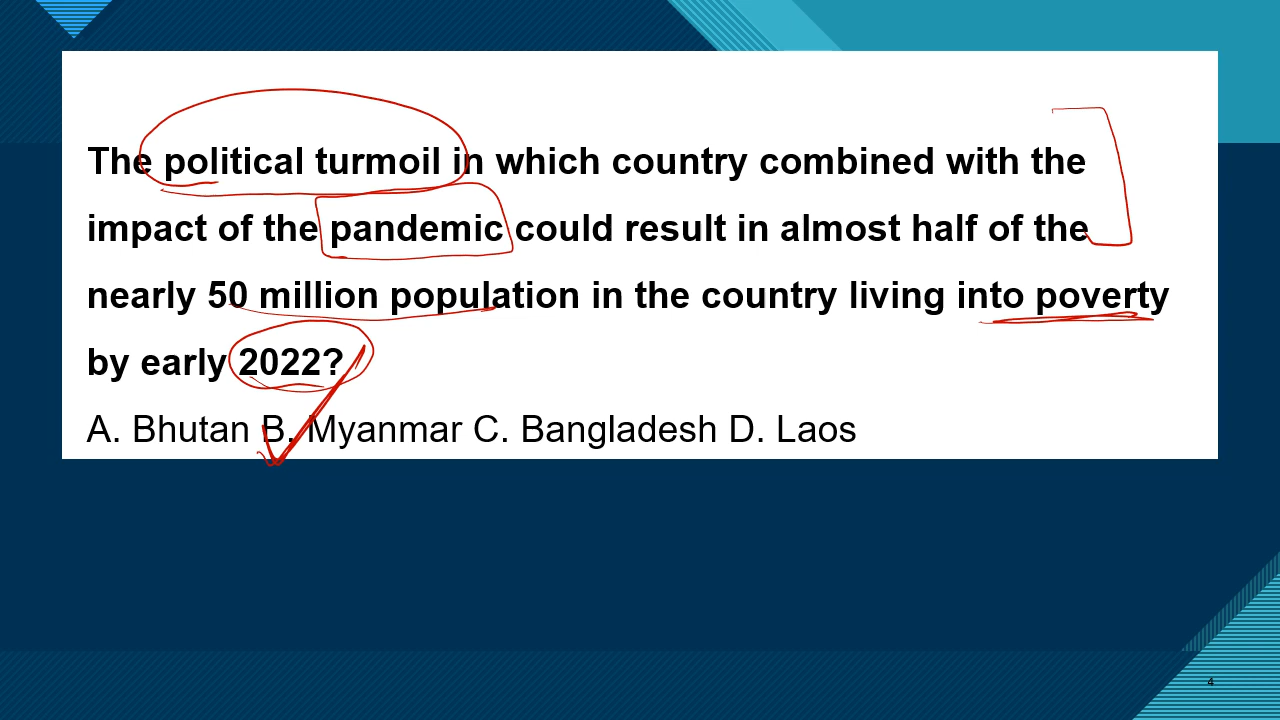 The political turmoil in which country combined with the
impact of the pandemic could result in almost half of the
nearly 50 million population in the country living into poverty
by early 2022?
A. Bhutan B. Myanmar C. Bangladesh D. Laos
4